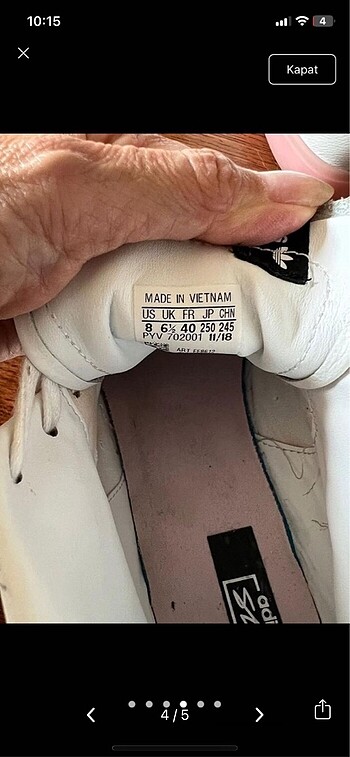 10:15
4
Kapat
MADE IN VIETNAM
US UK FR JP CHN
8 6½ 40 250 245
PYV 702001 11/18
4/5